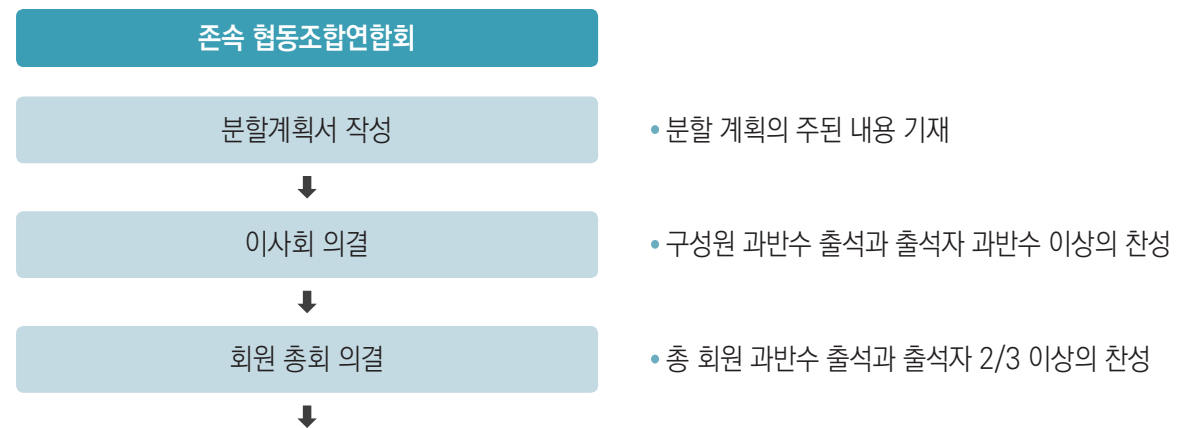 존속 협동조합연합회
분할계획서 작성
• 분할 계획의 주된 내용 기재
이사회 의결
• 구성원 과반수 출석과 출석자 과반수 이상의 찬성
회원 총회 의결
• 총 회원 과반수 출석과 출석자 2/3 이상의 찬성